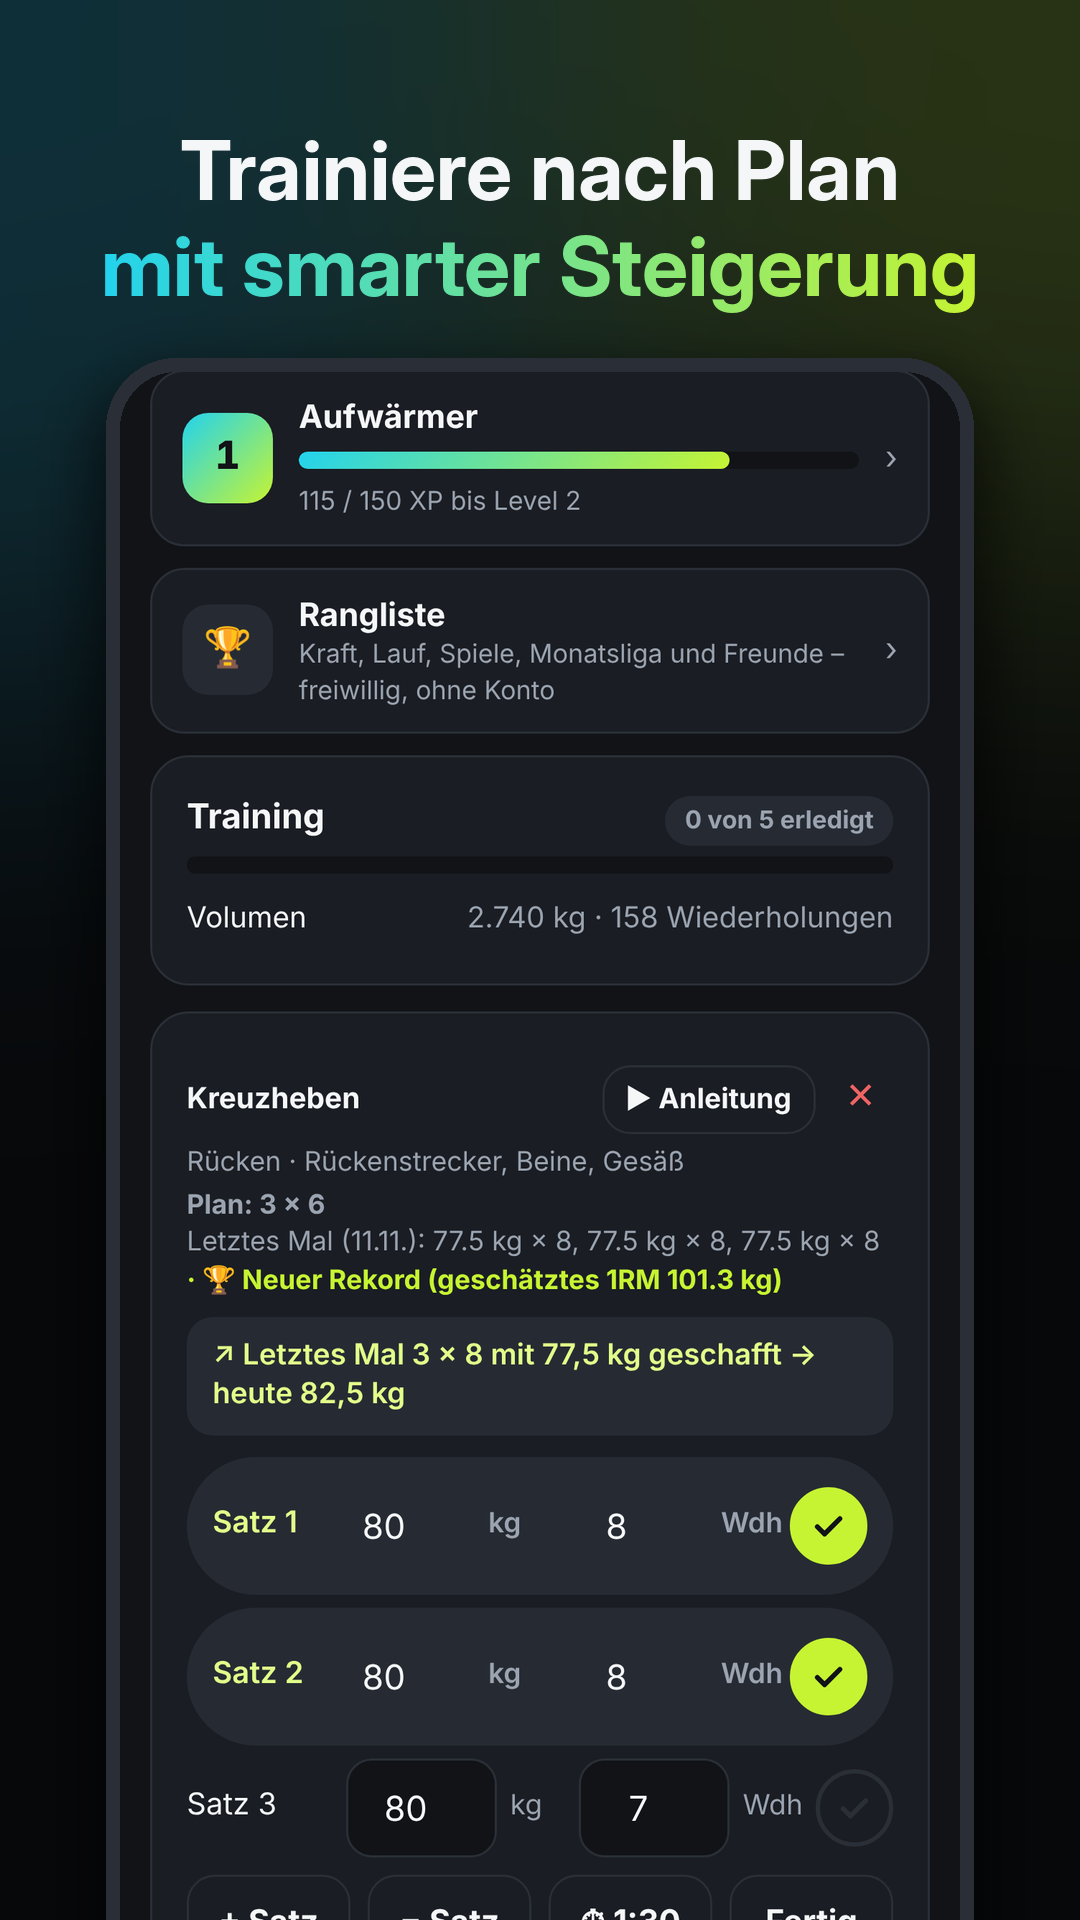 Trainiere nach Plan
mit smarter Steigerung
1
Aufwärmer
115 / 150 XP bis Level 2
Rangliste
Kraft, Lauf, Spiele, Monatsliga und Freunde –
freiwillig, ohne Konto
Training
0 von 5 erledigt
Volumen
2.740 kg · 158 Wiederholungen
Kreuzheben
▶ Anleitung ✕
Rücken · Rückenstrecker, Beine, Gesäß
Plan: 3 × 6
Letztes Mal (11.11.): 77.5 kg × 8, 77.5 kg × 8, 77.5 kg × 8
· 🏆 Neuer Rekord (geschätztes 1RM 101.3 kg)
↗ Letztes Mal 3 × 8 mit 77,5 kg geschafft →
heute 82,5 kg
Satz 1 80 kg 8 Wdh
Satz 2 80 kg 8 Wdh
Satz 3 80 kg 7 Wdh
+ Satz − Satz ⏱ 1:30 Fertig